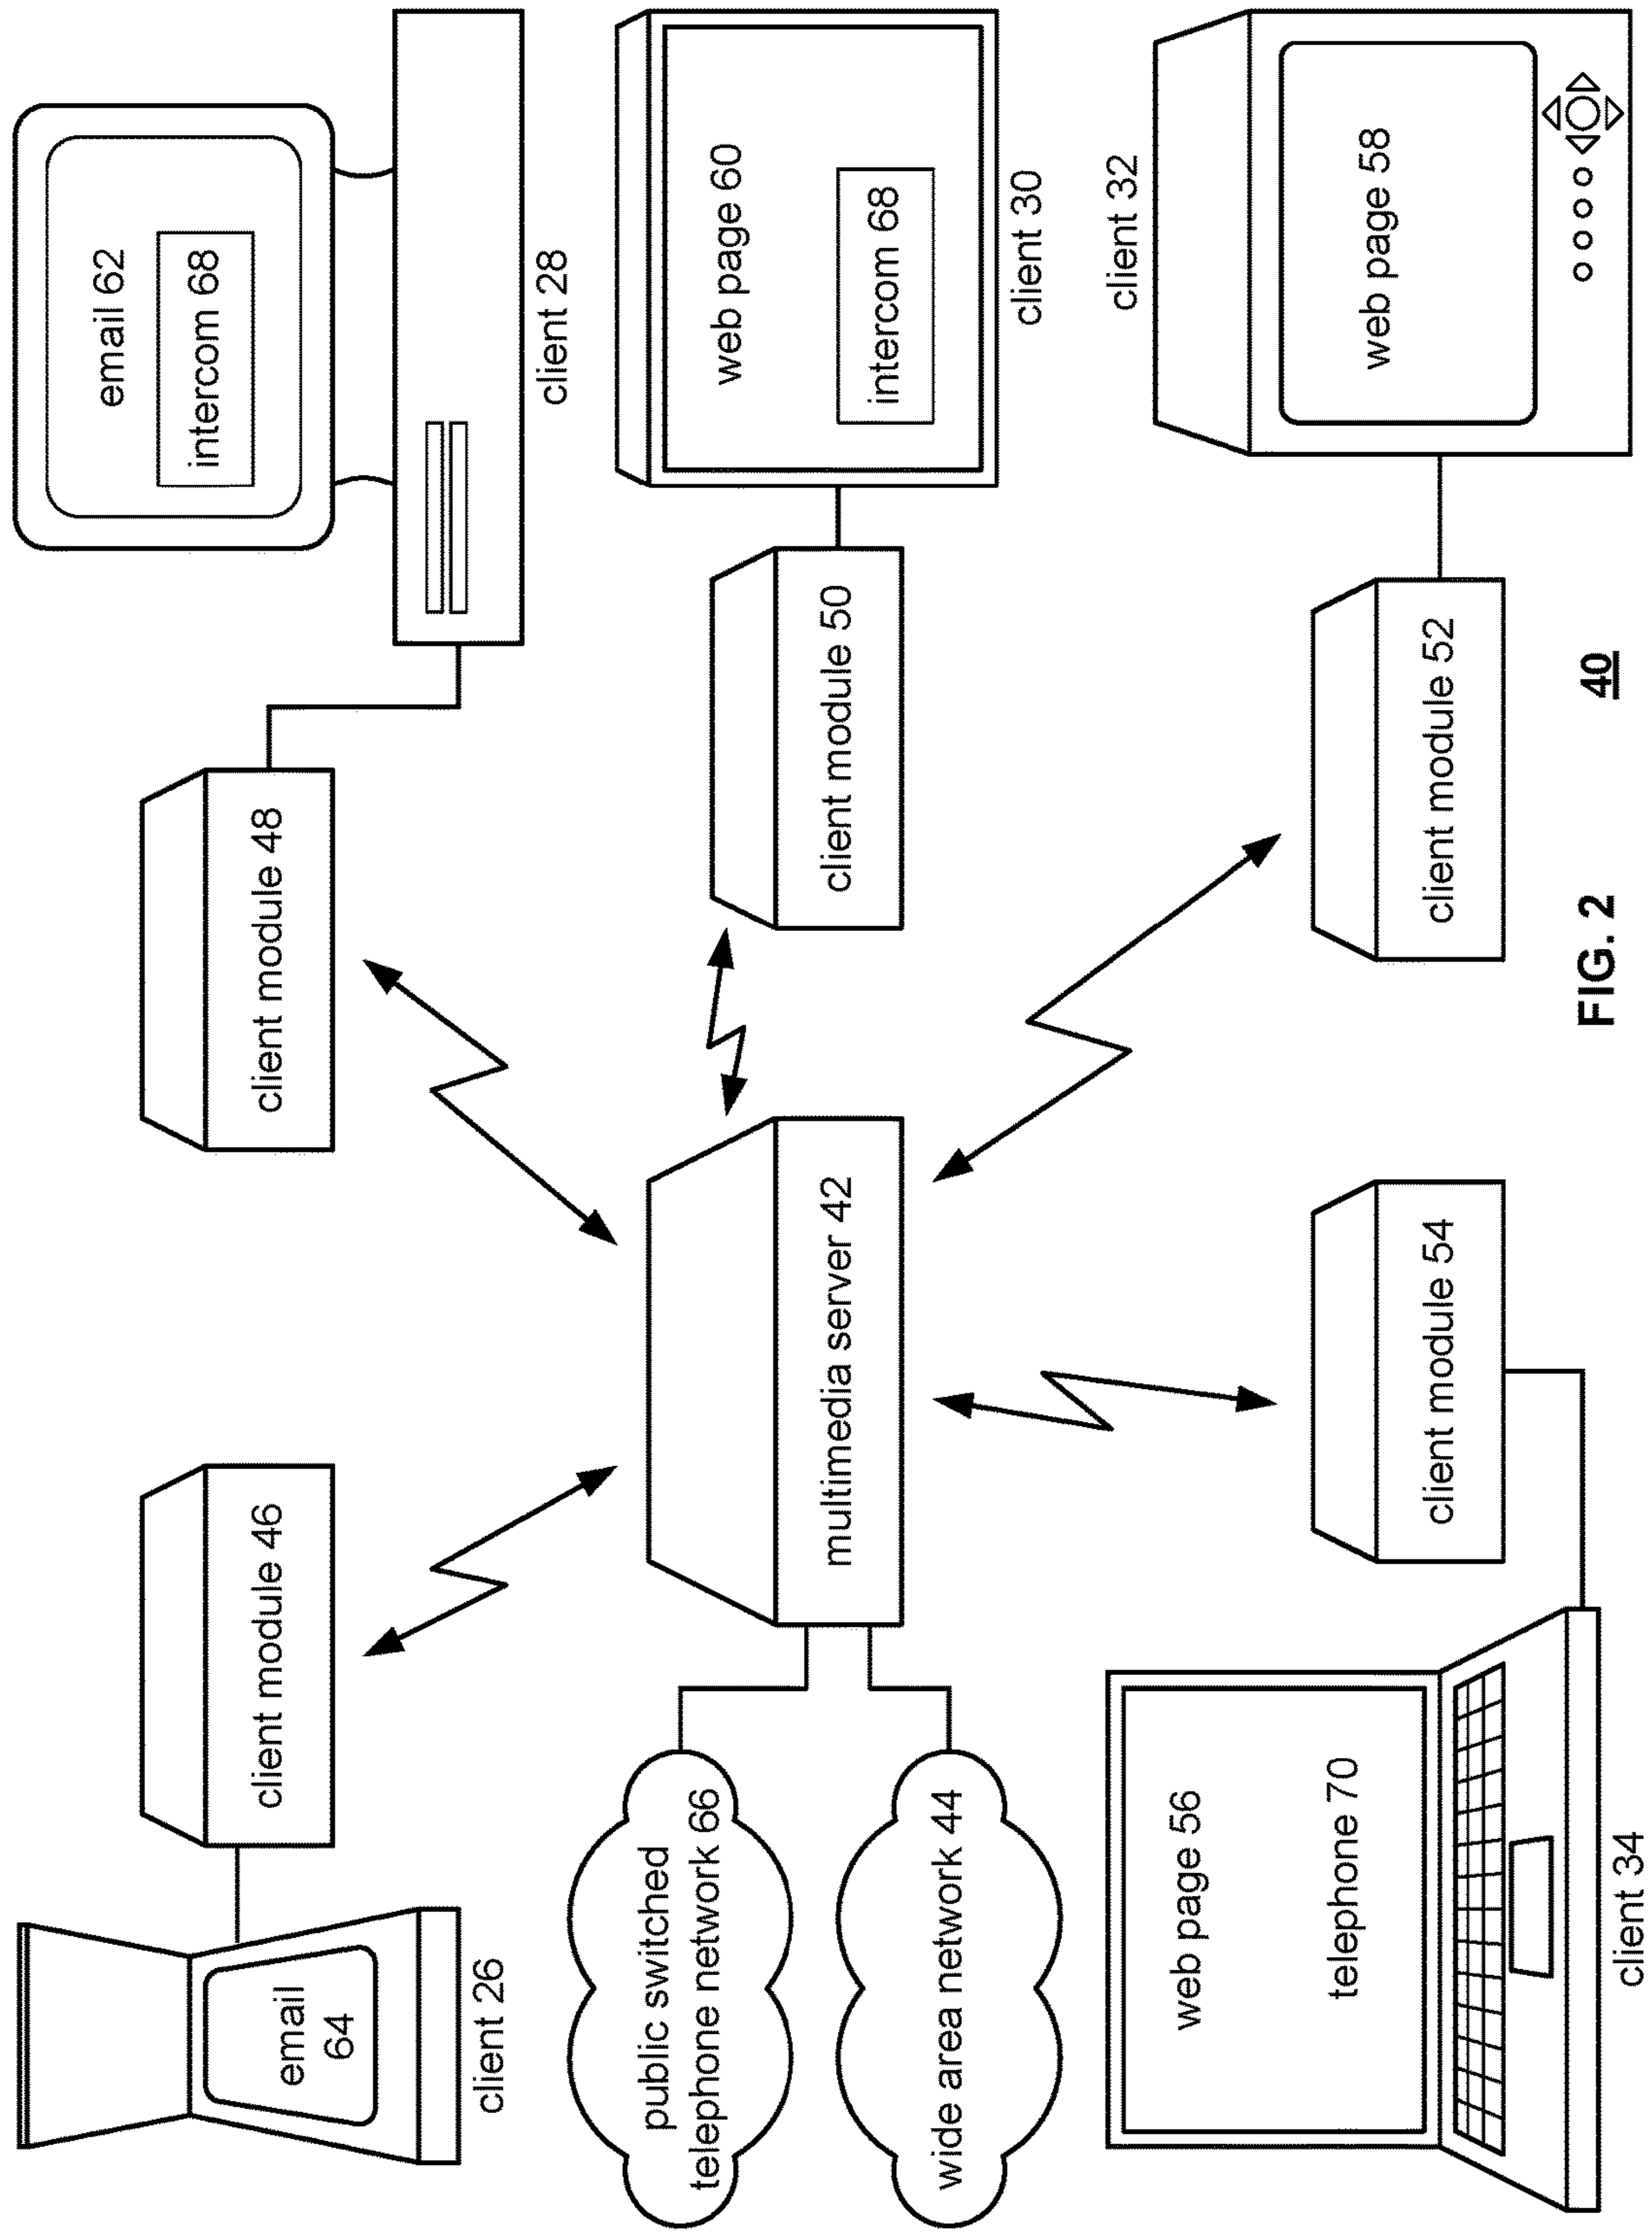 email
64
client 26
client module 46
client module 48
email 62
intercom 68
client 28
public switched
telephone network 66
wide area network 44
multimedia server 42
client module 50
web page 60
intercom 68
client 30
web page 56
telephone 70
client 34
client module 54
client module 52
client 32
web page 58
FIG. 2
40